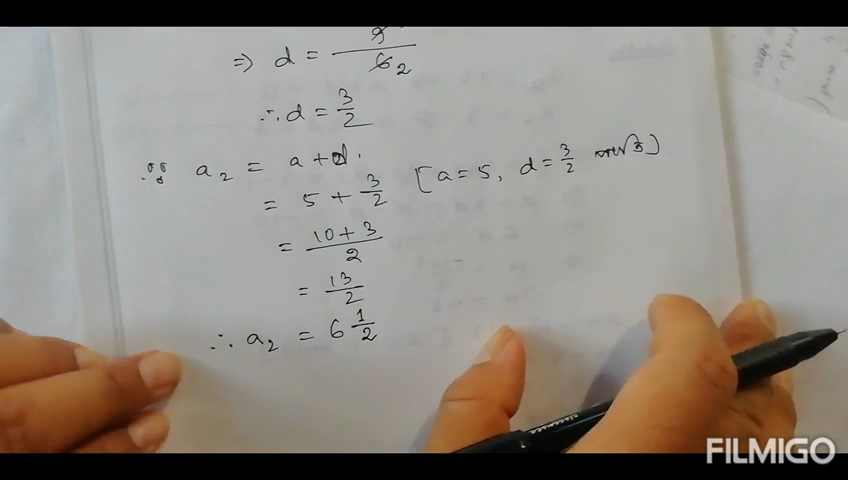 ⇒ d = 9/6̸ 2
∴ d = 3/2
∵ a₂ = a + d.
= 5 + 3/2 [a = 5, d = 3/2
= (10 + 3)/2
= 13/2
∴ a₂ = 6 1/2
FILMIGO